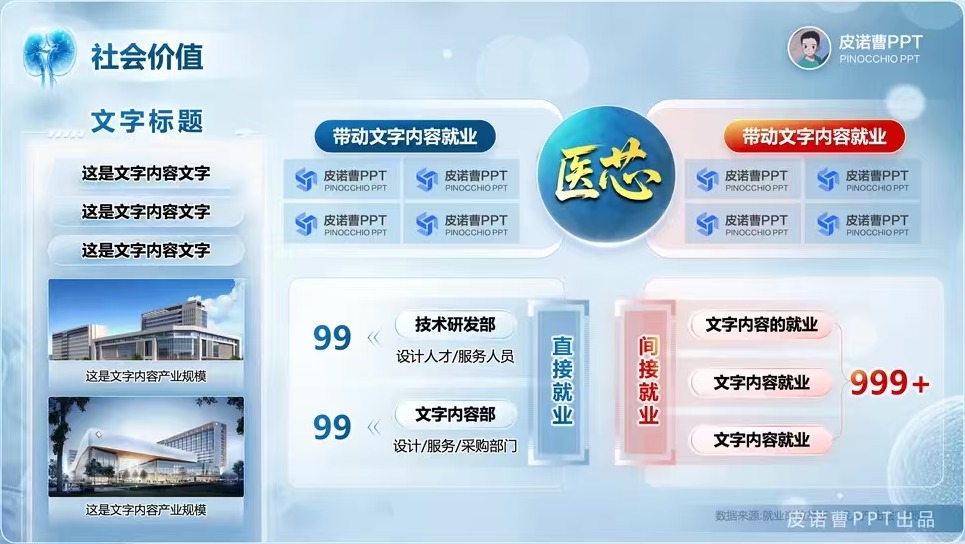 社会价值
皮诺曹PPT
PINOCCHIO PPT
文字标题
这是文字内容文字
这是文字内容文字
这是文字内容文字
这是文字内容产业规模
这是文字内容产业规模
带动文字内容就业
皮诺曹PPT
PINOCCHIO PPT
皮诺曹PPT
PINOCCHIO PPT
皮诺曹PPT
PINOCCHIO PPT
皮诺曹PPT
PINOCCHIO PPT
医芯
带动文字内容就业
皮诺曹PPT
PINOCCHIO PPT
皮诺曹PPT
PINOCCHIO PPT
皮诺曹PPT
PINOCCHIO PPT
皮诺曹PPT
PINOCCHIO PPT
99
技术研发部
设计人才/服务人员
99
文字内容部
设计/服务/采购部门
直接就业
间接就业
文字内容的就业
文字内容就业
文字内容就业
999+
数据来源:就业
皮诺曹PPT出品